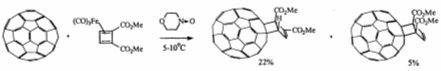 (CO)3Fe
CO2Me
CO2Me
+
O N→O
5-10°C
CO2Me
CO2Me
H
22%
+
CO2Me
CO2Me
5%